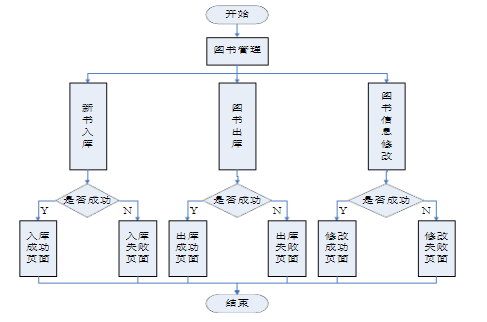 开始
图书管理
新书入库
图书出库
图书信息修改
是否成功
是否成功
是否成功
Y
N
Y
N
Y
N
入库
成功
页面
入库
失败
页面
出库
成功
页面
出库
失败
页面
修改
成功
页面
修改
失败
页面
结束